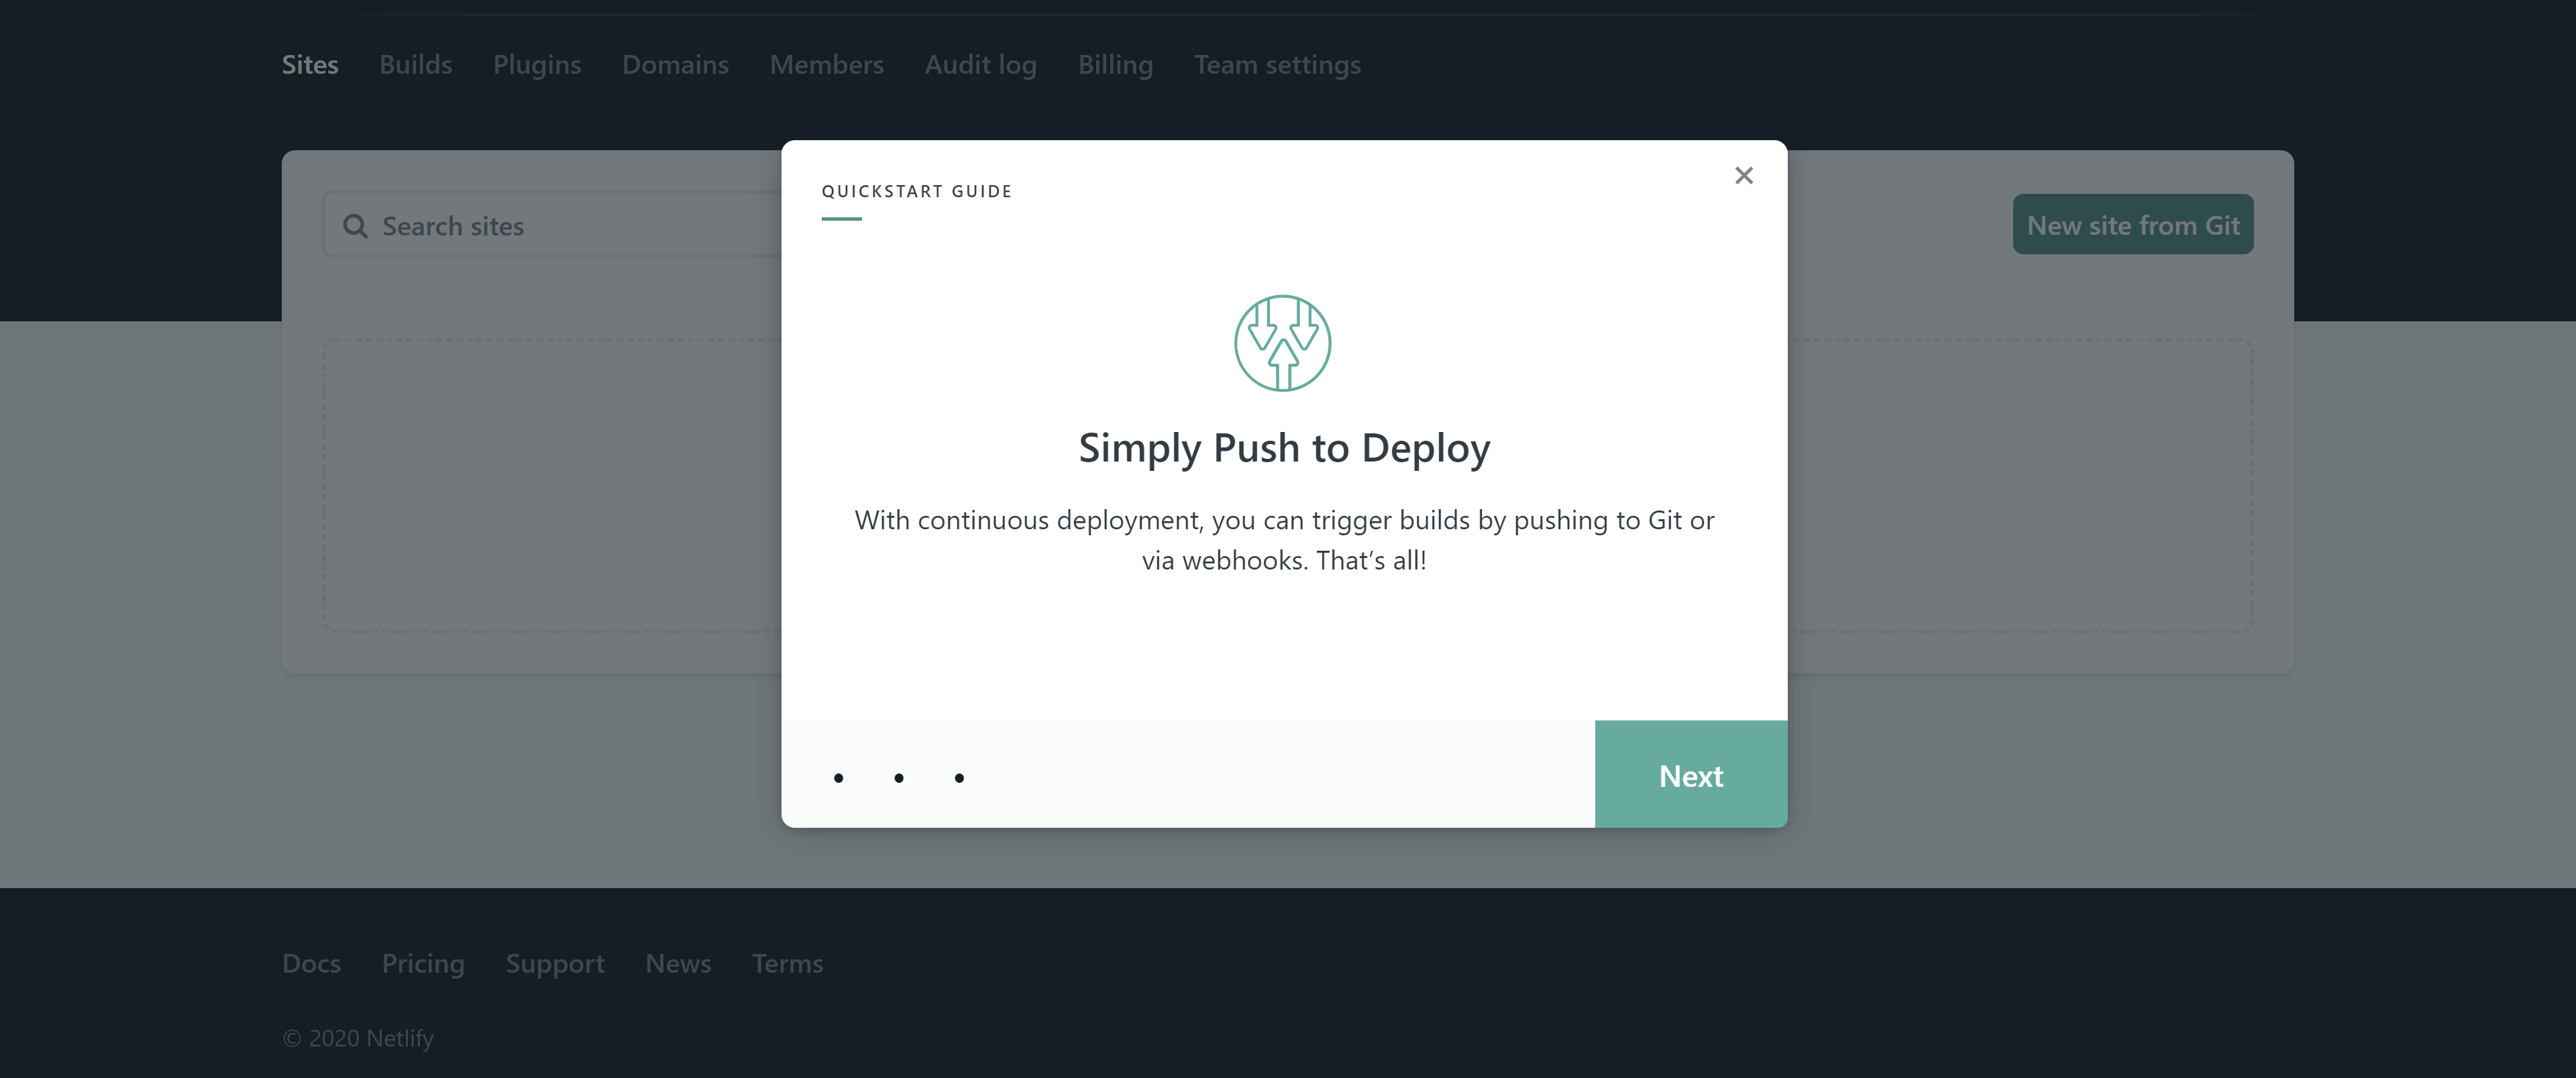 Sites Builds Plugins Domains Members Audit log Billing Team settings
Search sites
New site from Git
QUICKSTART GUIDE
Simply Push to Deploy
With continuous deployment, you can trigger builds by pushing to Git or
via webhooks. That’s all!
Next
Docs Pricing Support News Terms
© 2020 Netlify